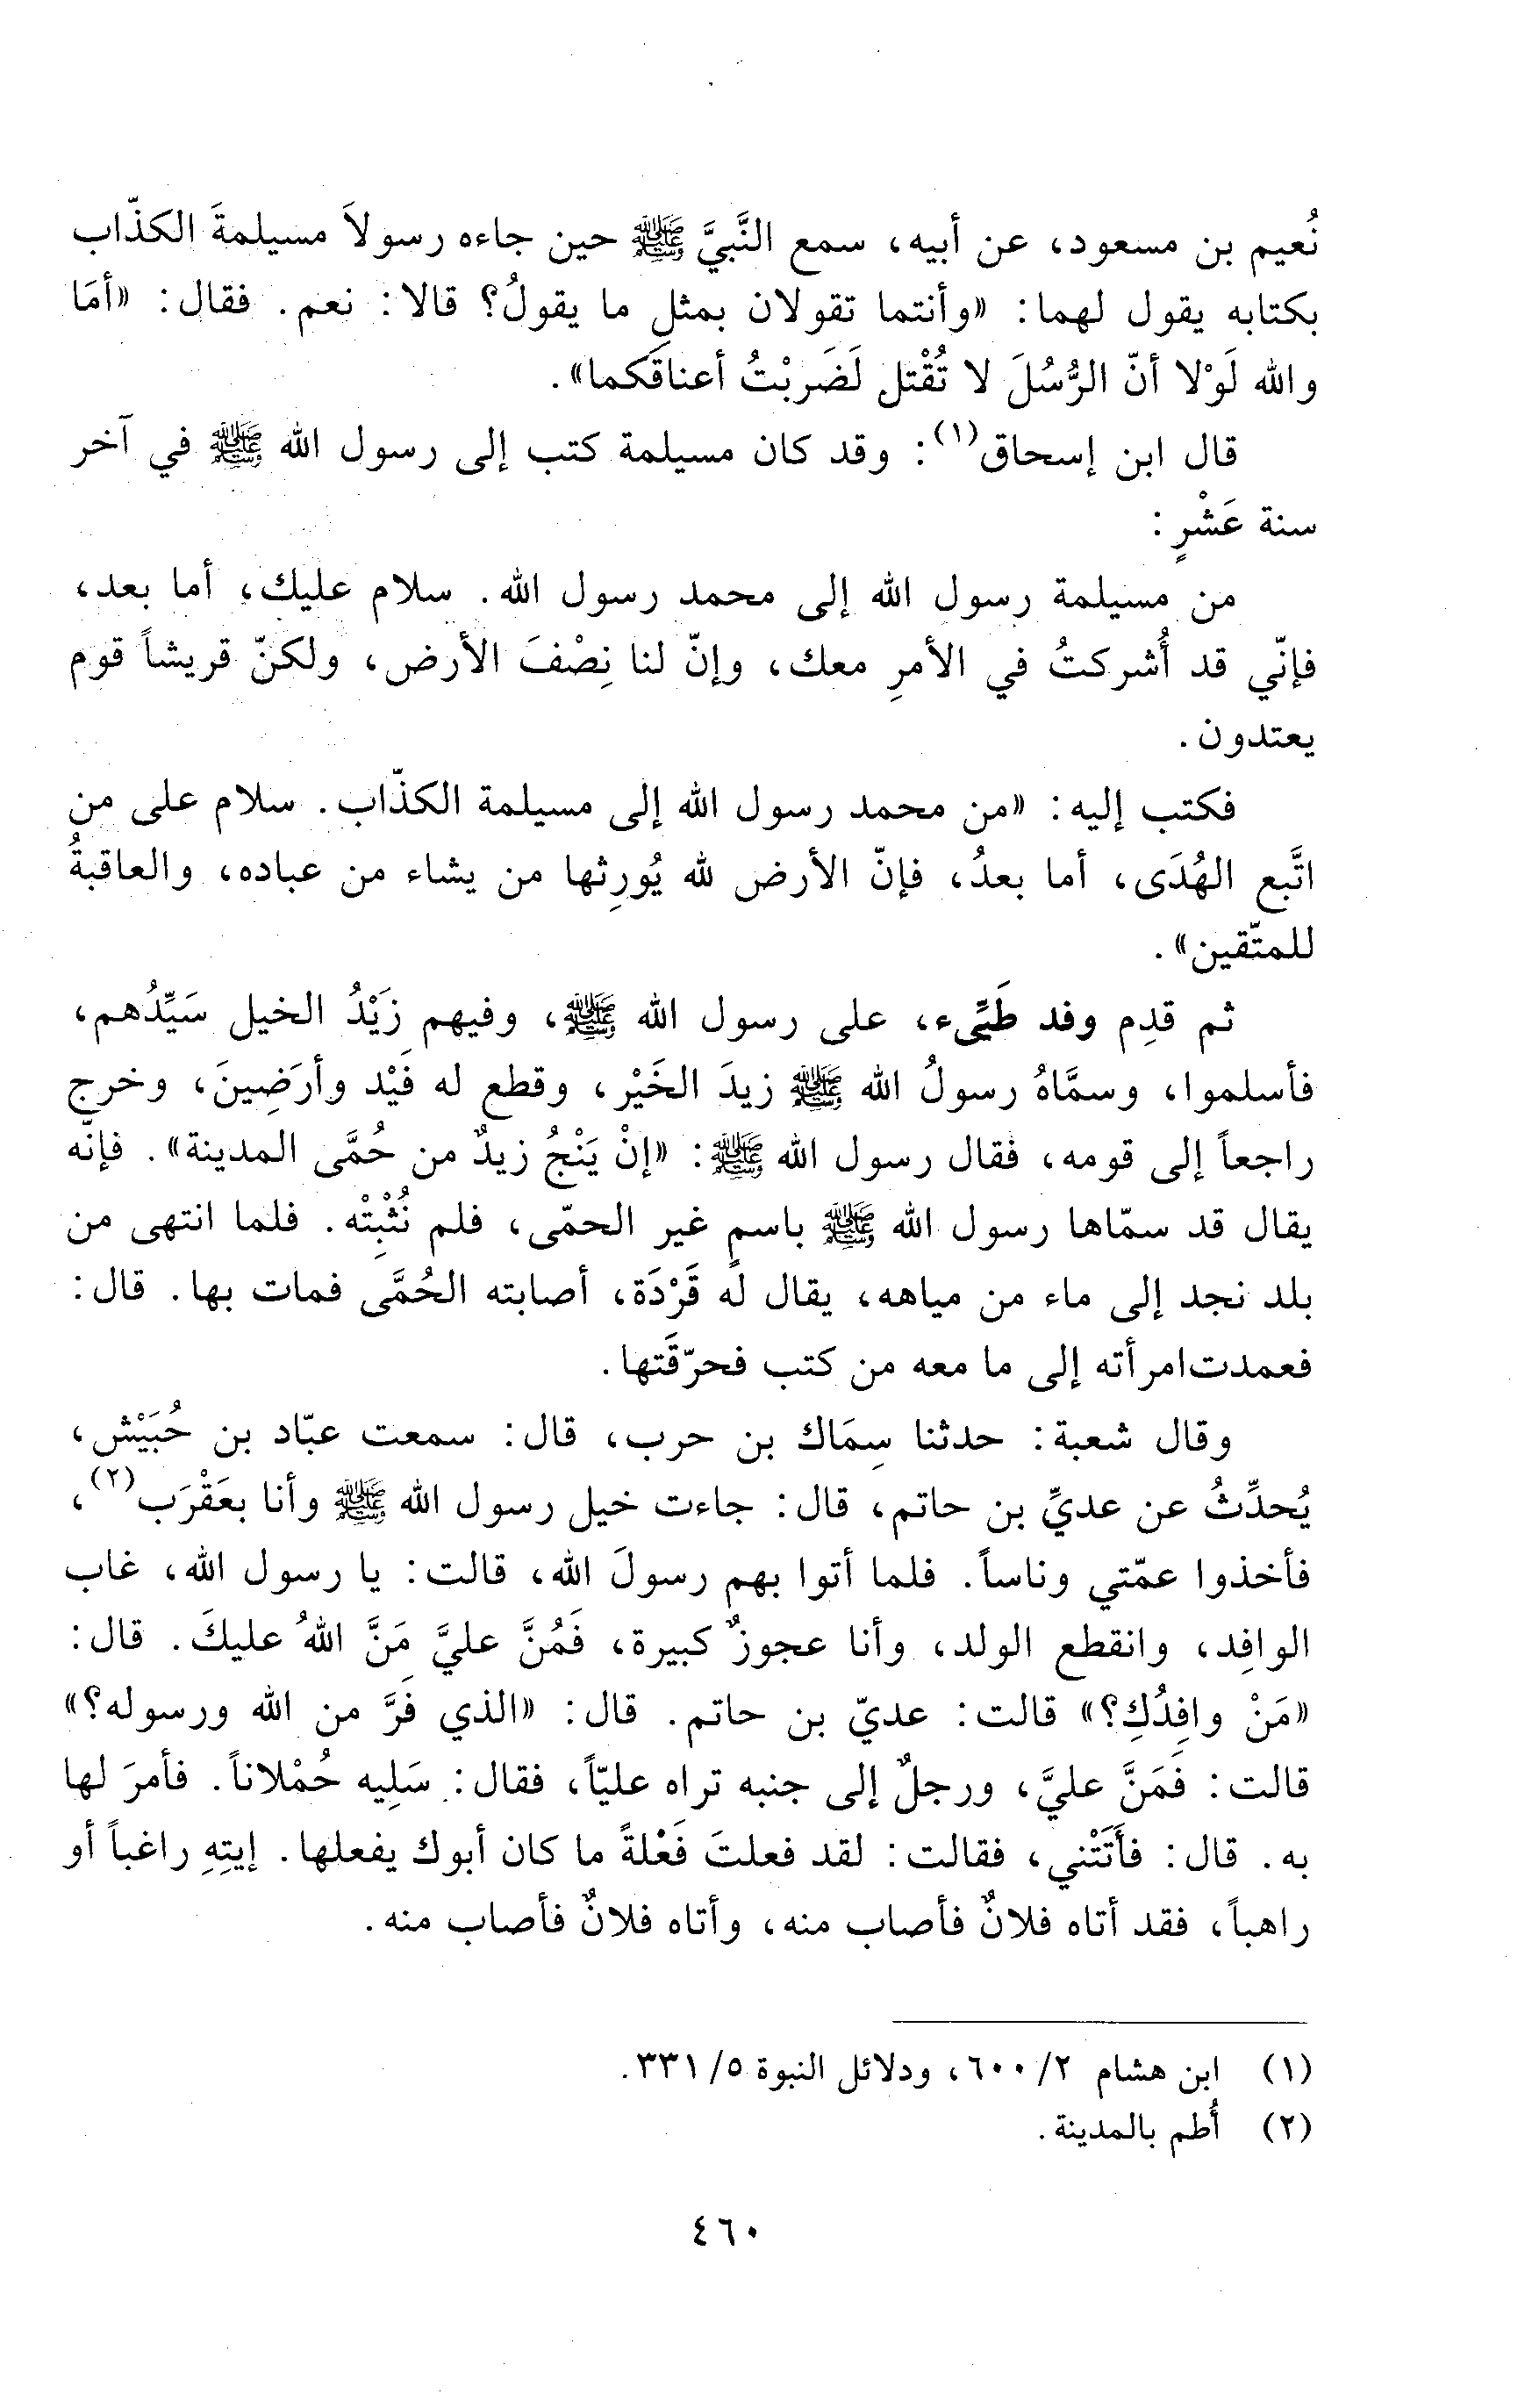 نُعيم بن مسعود، عن أبيه، سمع النَّبيَّ ﷺ حين جاءه رسولاَ مسيلمةَ الكذّاب
بكتابه يقول لهما: «وأنتما تقولان بمثلِ ما يقولُ؟ قالا: نعم. فقال: «أمَا
والله لَوْلا أنّ الرُّسُلَ لا تُقْتل لَضَربْتُ أعناقَكما».
قال ابن إسحاق(١): وقد كان مسيلمة كتب إلى رسول الله ﷺ في آخر
سنة عَشْرٍ:
من مسيلمة رسول الله إلى محمد رسول الله. سلام عليك، أما بعد،
فإنّي قد أُشركتُ في الأمرِ معك، وإنّ لنا نِصْفَ الأرض، ولكنّ قريشاً قوم
يعتدون.
فكتب إليه: «من محمد رسول الله إلى مسيلمة الكذّاب. سلام على من
اتَّبع الهُدَى، أما بعدُ، فإنّ الأرض لله يُورِثها من يشاء من عباده، والعاقبةُ
للمتّقين».
ثم قدِم وفد طَيِّىء، على رسول الله ﷺ، وفيهم زَيْدُ الخيل سَيِّدُهم،
فأسلموا، وسمَّاهُ رسولُ الله ﷺ زيدَ الخَيْر، وقطع له فَيْد وأرَضِينَ، وخرج
راجعاً إلى قومه، فقال رسول الله ﷺ: «إنْ يَنْجُ زيدٌ من حُمَّى المدينة». فإنّه
يقال قد سمّاها رسول الله ﷺ باسمٍ غير الحمّى، فلم نُثْبِتْه. فلما انتهى من
بلد نجد إلى ماء من مياهه، يقال له قَرْدَة، أصابته الحُمَّى فمات بها. قال:
فعمدت امرأته إلى ما معه من كتب فحرّقَتها.
وقال شعبة: حدثنا سِمَاك بن حرب، قال: سمعت عبّاد بن حُبَيْش،
يُحدِّثُ عن عديِّ بن حاتم، قال: جاءت خيل رسول الله ﷺ وأنا بعَقْرَب(٢)،
فأخذوا عمّتي وناساً. فلما أتوا بهم رسولَ الله، قالت: يا رسول الله، غاب
الوافِد، وانقطع الولد، وأنا عجوزٌ كبيرة، فَمُنَّ عليَّ مَنَّ اللهُ عليكَ. قال:
«مَنْ وافِدُكِ؟» قالت: عديّ بن حاتم. قال: «الذي فَرَّ من الله ورسوله؟»
قالت: فَمَنَّ عليَّ، ورجلٌ إلى جنبه تراه عليّاً، فقال: سَلِيه حُمْلاناً. فأمرَ لها
به. قال: فأَتَتْني، فقالت: لقد فعلتَ فَعْلةً ما كان أبوك يفعلها. إيتِهِ راغباً أو
راهباً، فقد أتاه فلانٌ فأصاب منه، وأتاه فلانٌ فأصاب منه.
(١) ابن هشام ٢/ ٦٠٠، ودلائل النبوة ٥/ ٣٣١.
(٢) أُطم بالمدينة.
٤٦٠